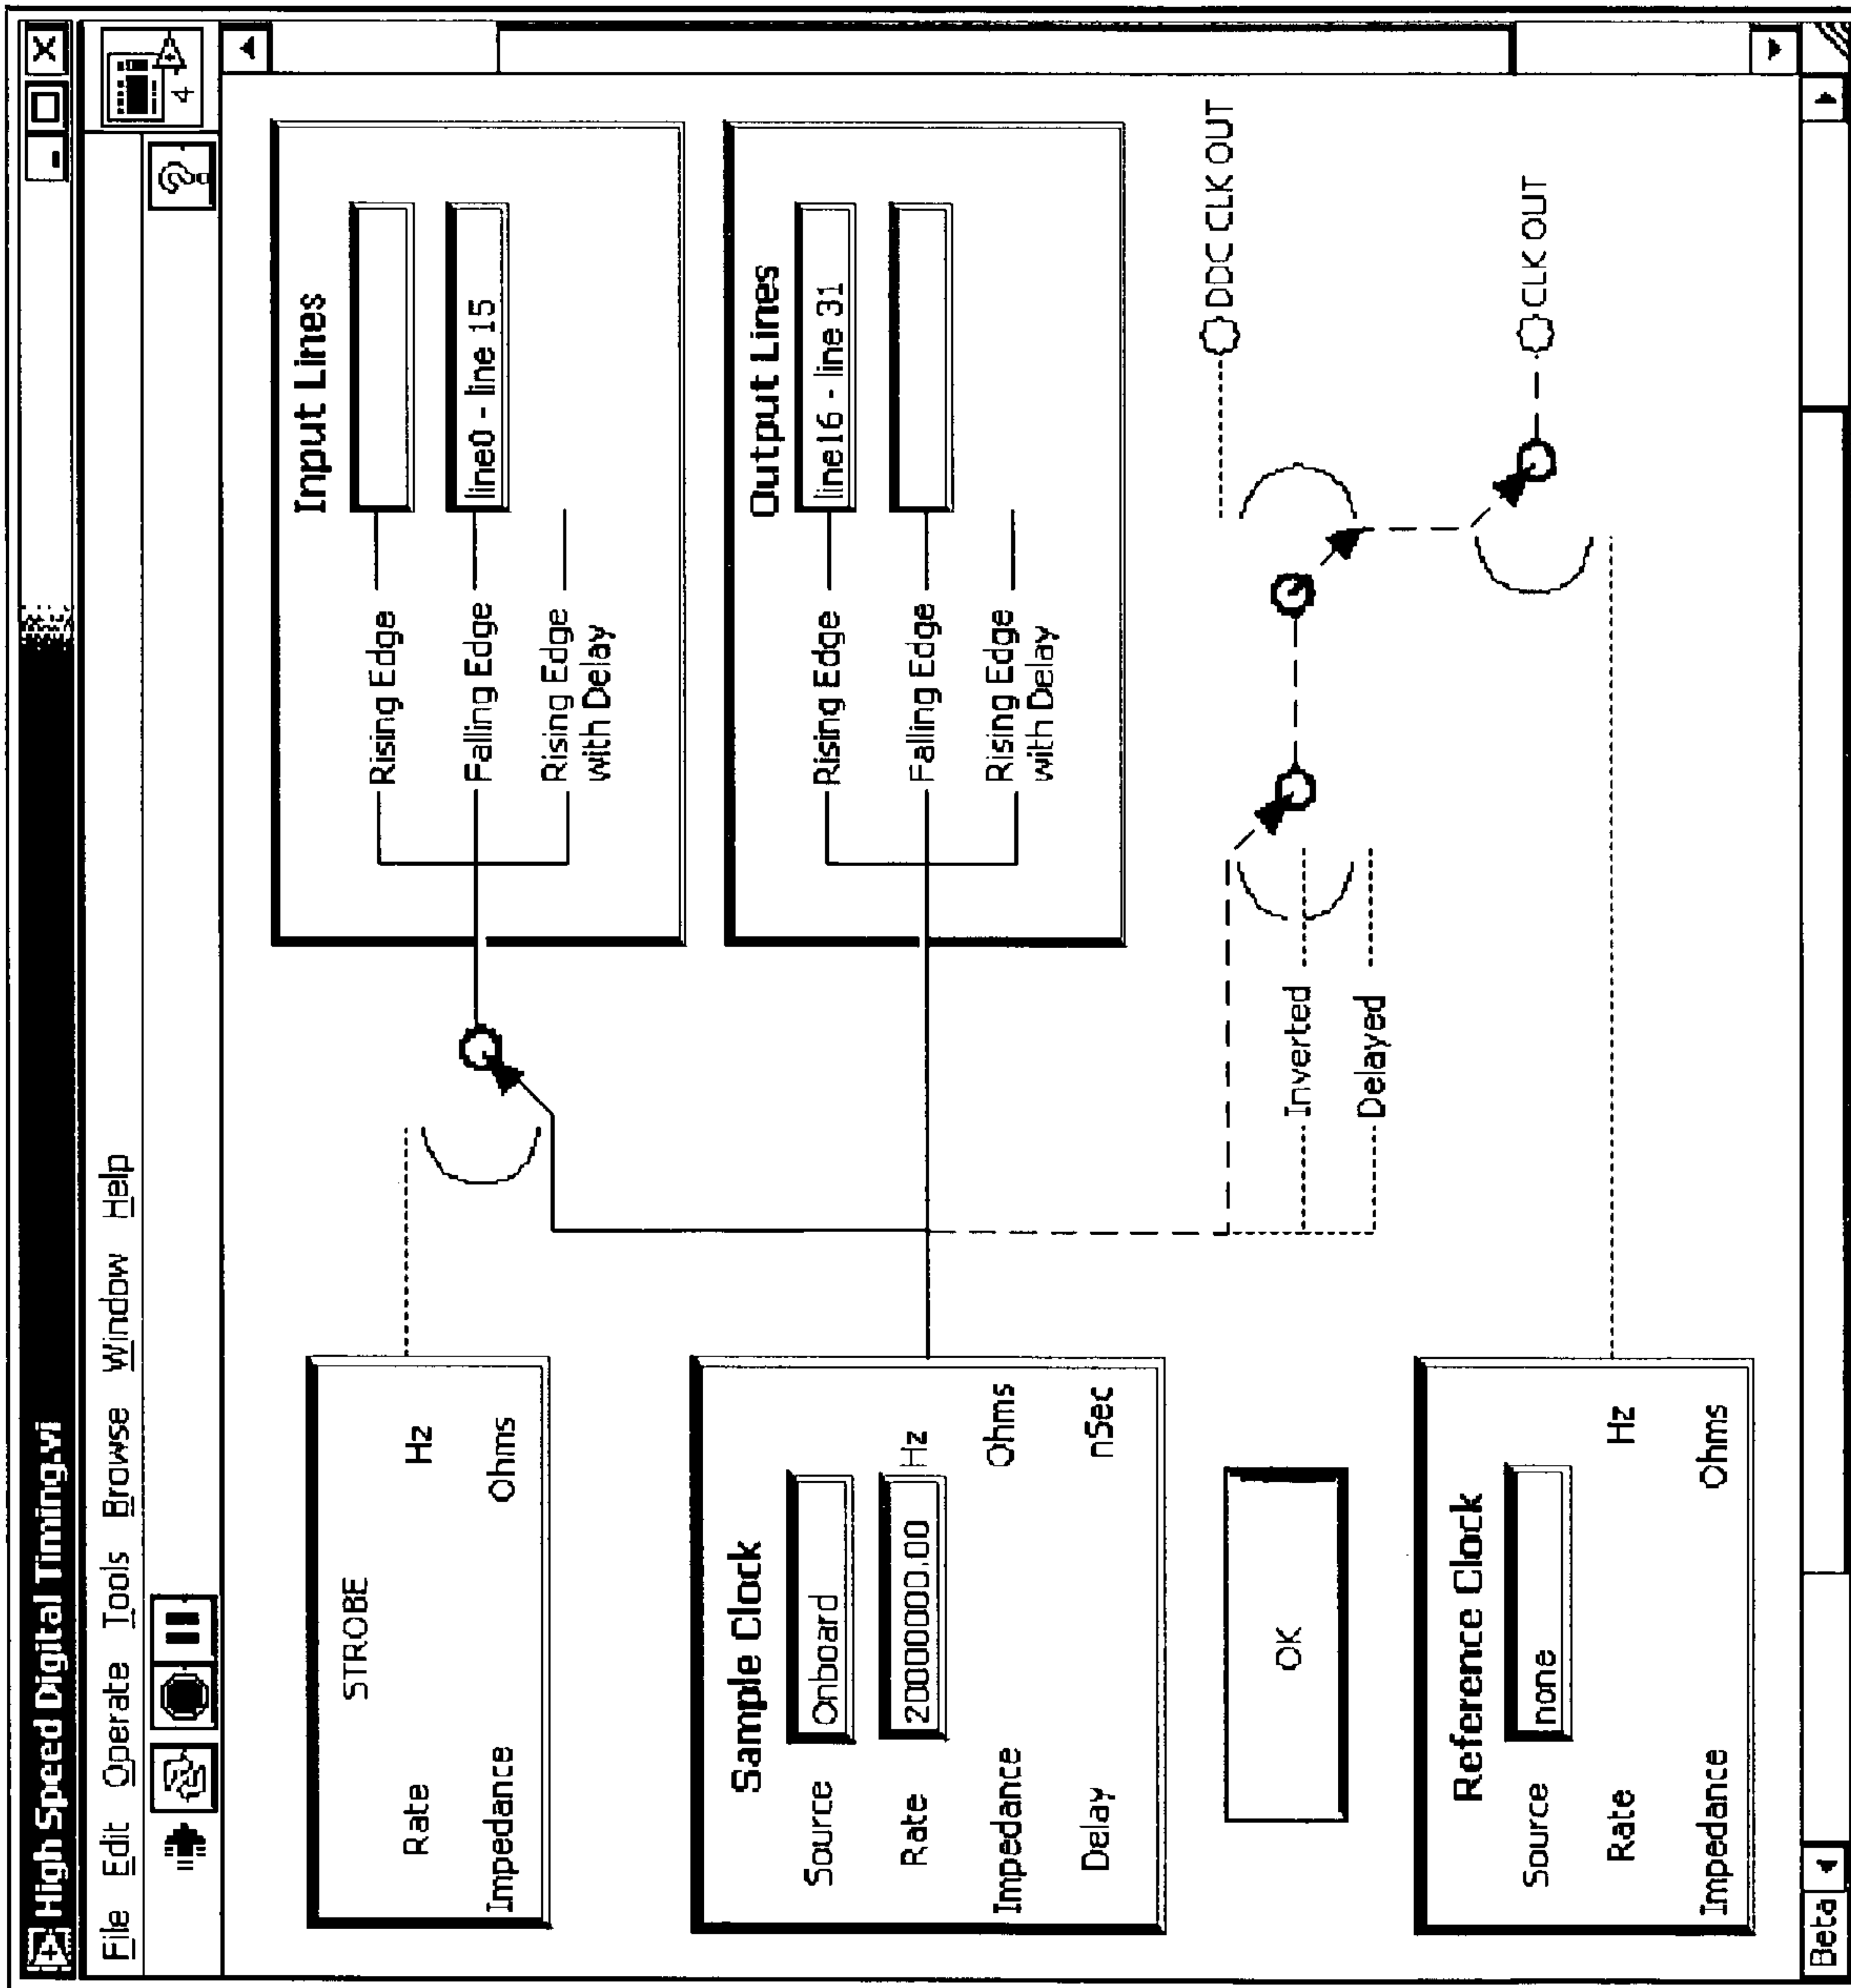 High Speed Digital Timing.vi
File Edit Operate Tools Browse Window Help
?
4
STROBE
Rate Hz
Impedance Ohms
Sample Clock
Source Onboard
Rate 200000000.00 Hz
Impedance Ohms
Delay nSec
OK
Reference Clock
Source none
Rate Hz
Impedance Ohms
Input Lines
Rising Edge
Falling Edge line0 - line 15
Rising Edge
with Delay
Output Lines
Rising Edge line16 - line 31
Falling Edge
Rising Edge
with Delay
Inverted
Delayed
DDC CLK OUT
CLK OUT
Beta